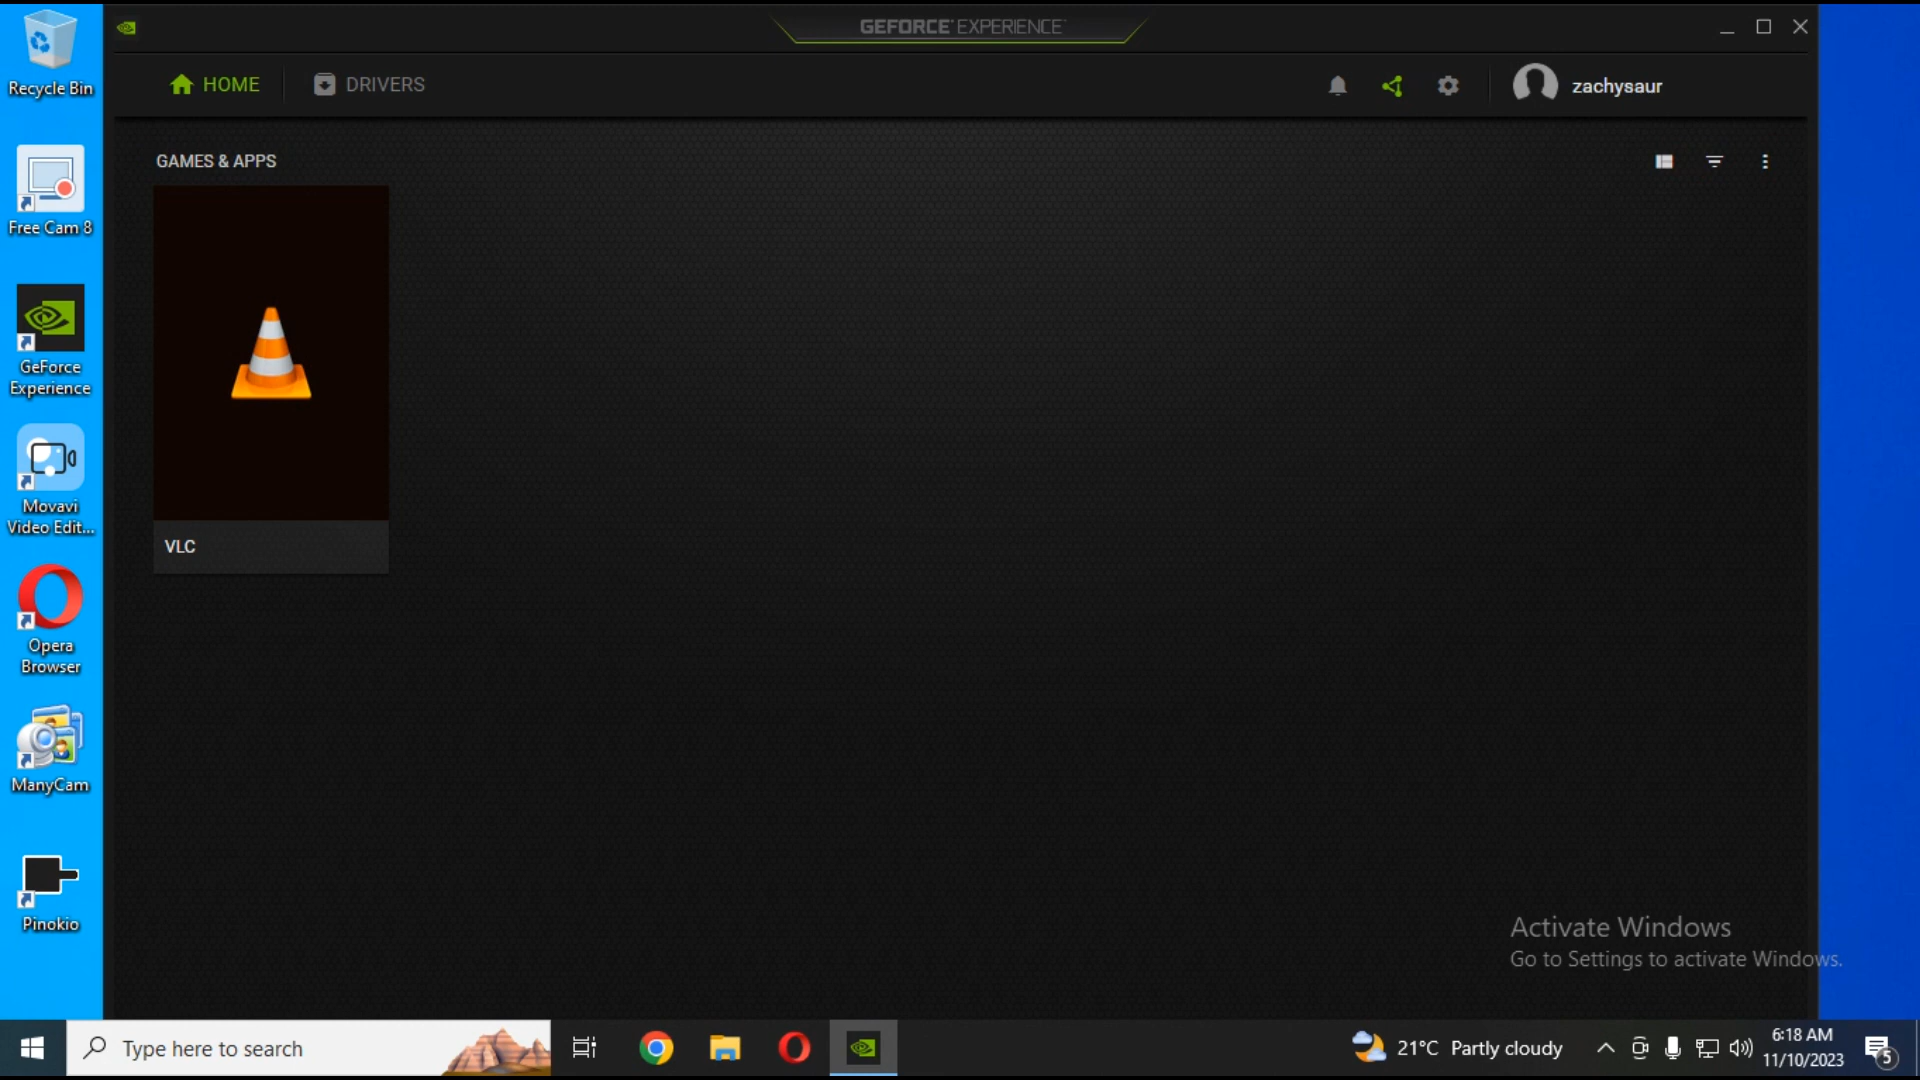 GEFORCE EXPERIENCE
HOME
DRIVERS
zachysaur
GAMES & APPS
VLC
Recycle Bin
Free Cam 8
GeForce
Experience
Movavi
Video Edit...
Opera
Browser
ManyCam
Pinokio
Activate Windows
Go to Settings to activate Windows.
Type here to search
21°C Partly cloudy
6:18 AM
11/10/2023
5